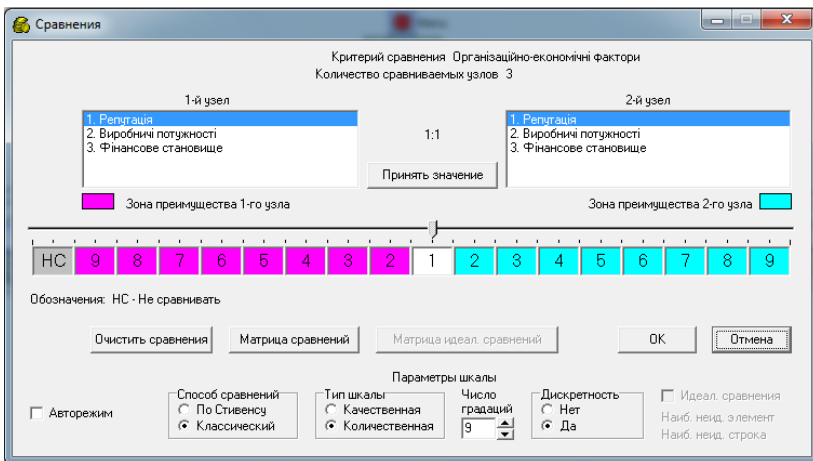 Сравнения
Критерий сравнения Організаційно-економічні фактори
Количество сравниваемых узлов 3
1-й узел
2-й узел
1. Репутація
2. Виробничі потужності
3. Фінансове становище
1:1
1. Репутація
2. Виробничі потужності
3. Фінансове становище
Принять значение
Зона преимущества 1-го узла
Зона преимущества 2-го узла
НС 9 8 7 6 5 4 3 2 1 2 3 4 5 6 7 8 9
Обозначения: НС - Не сравнивать
Очистить сравнения
Матрица сравнений
Матрица идеал. сравнений
OK
Отмена
Параметры шкалы
Авторежим
Способ сравнений
По Стивенсу
Классический
Тип шкалы
Качественная
Количественная
Число
градаций
9
Дискретность
Нет
Да
Идеал. сравнения
Наиб. неид. элемент
Наиб. неид. строка